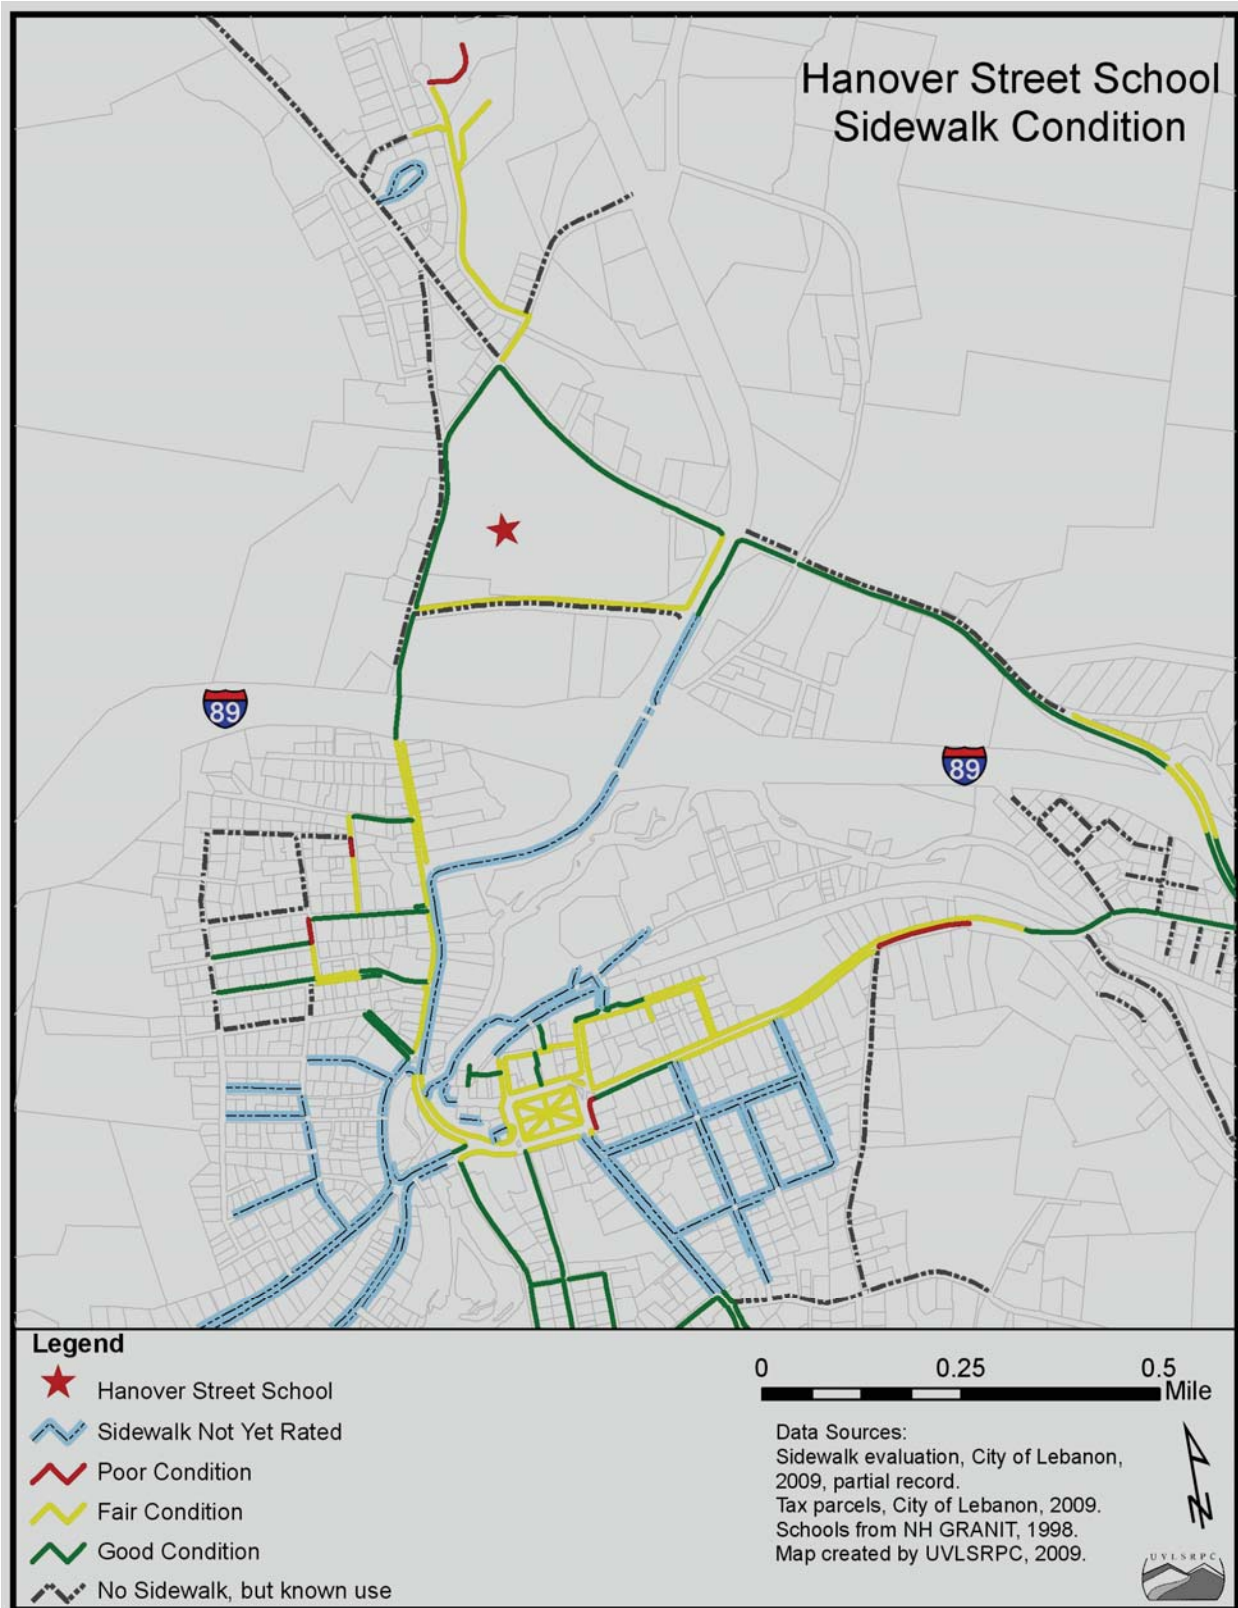 Hanover Street School
Sidewalk Condition
89
89
Legend
Hanover Street School
Sidewalk Not Yet Rated
Poor Condition
Fair Condition
Good Condition
No Sidewalk, but known use
0 0.25 0.5
Mile
Data Sources:
Sidewalk evaluation, City of Lebanon,
2009, partial record.
Tax parcels, City of Lebanon, 2009.
Schools from NH GRANIT, 1998.
Map created by UVLSRPC, 2009.
N
UVLSRPC